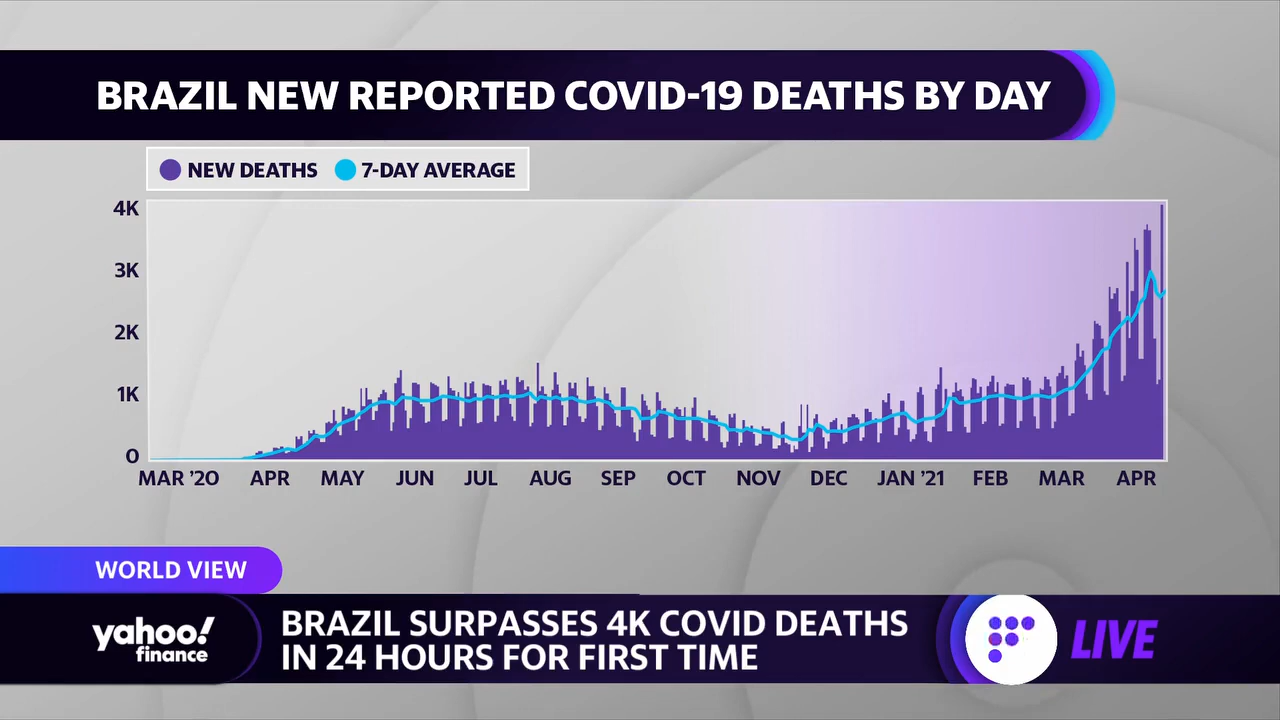 BRAZIL NEW REPORTED COVID-19 DEATHS BY DAY
NEW DEATHS 7-DAY AVERAGE
4K
3K
2K
1K
0
MAR '20 APR MAY JUN JUL AUG SEP OCT NOV DEC JAN '21 FEB MAR APR
WORLD VIEW
yahoo!
finance
BRAZIL SURPASSES 4K COVID DEATHS
IN 24 HOURS FOR FIRST TIME
LIVE